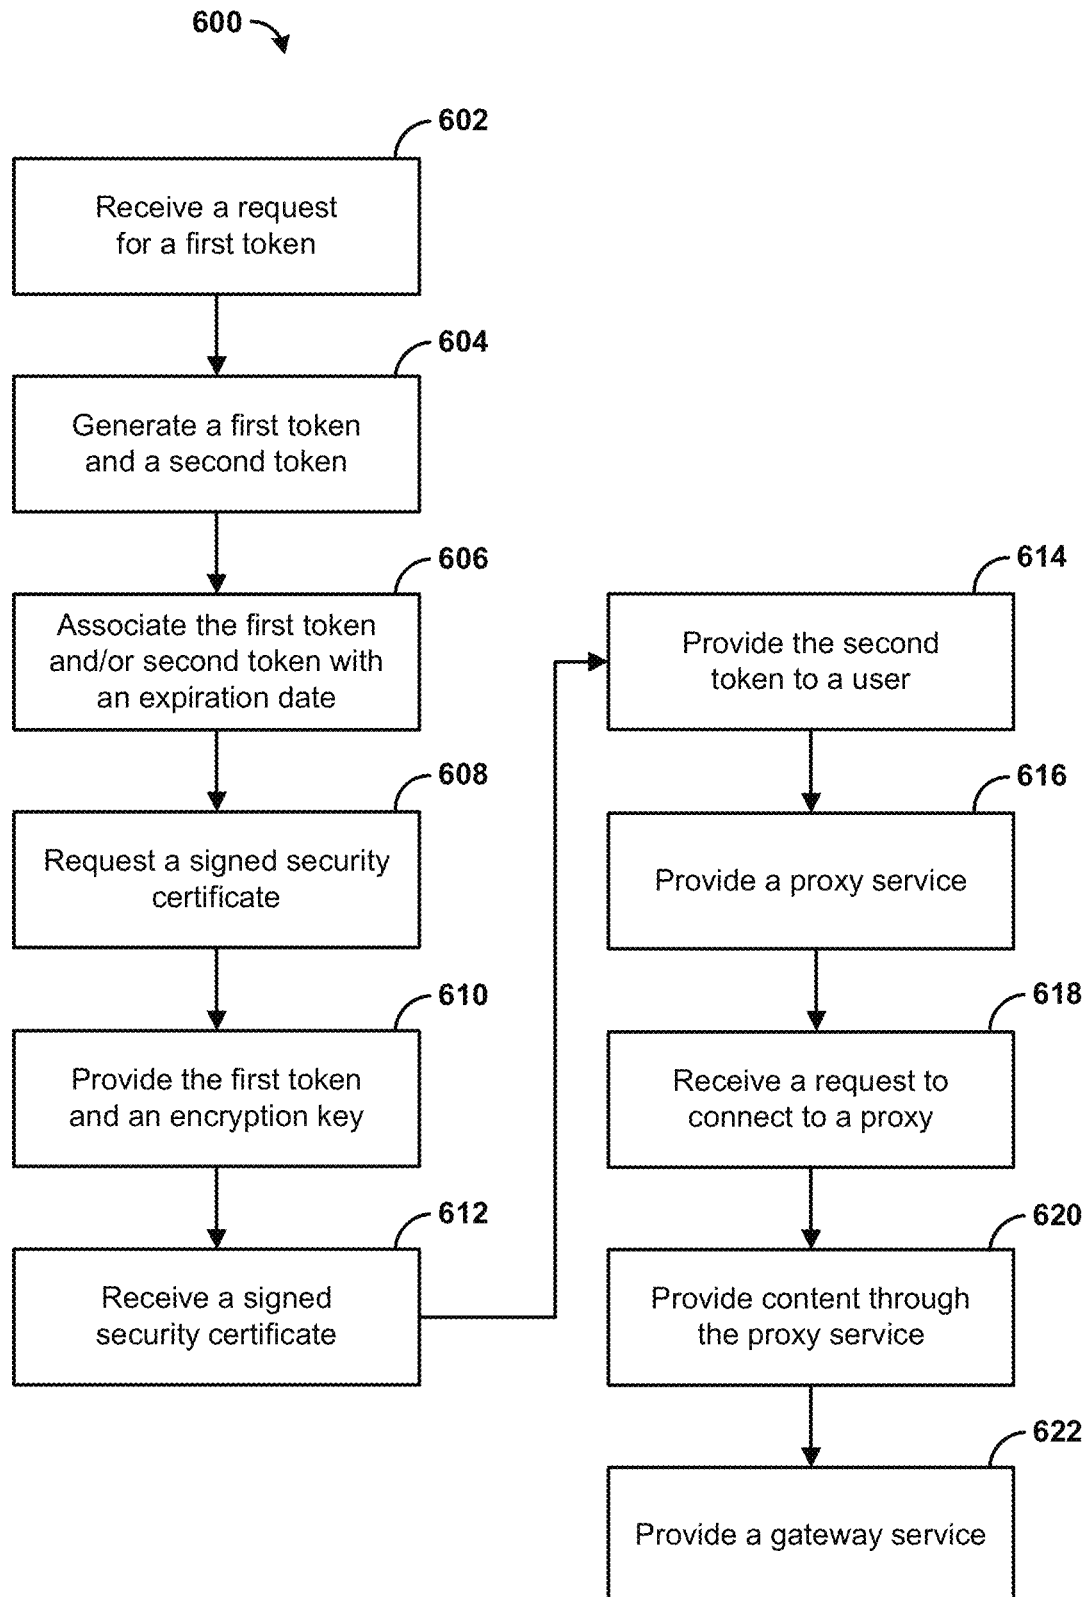 600
602
Receive a request
for a first token
604
Generate a first token
and a second token
606
Associate the first token
and/or second token with
an expiration date
608
Request a signed security
certificate
610
Provide the first token
and an encryption key
612
Receive a signed
security certificate
614
Provide the second
token to a user
616
Provide a proxy service
618
Receive a request to
connect to a proxy
620
Provide content through
the proxy service
622
Provide a gateway service